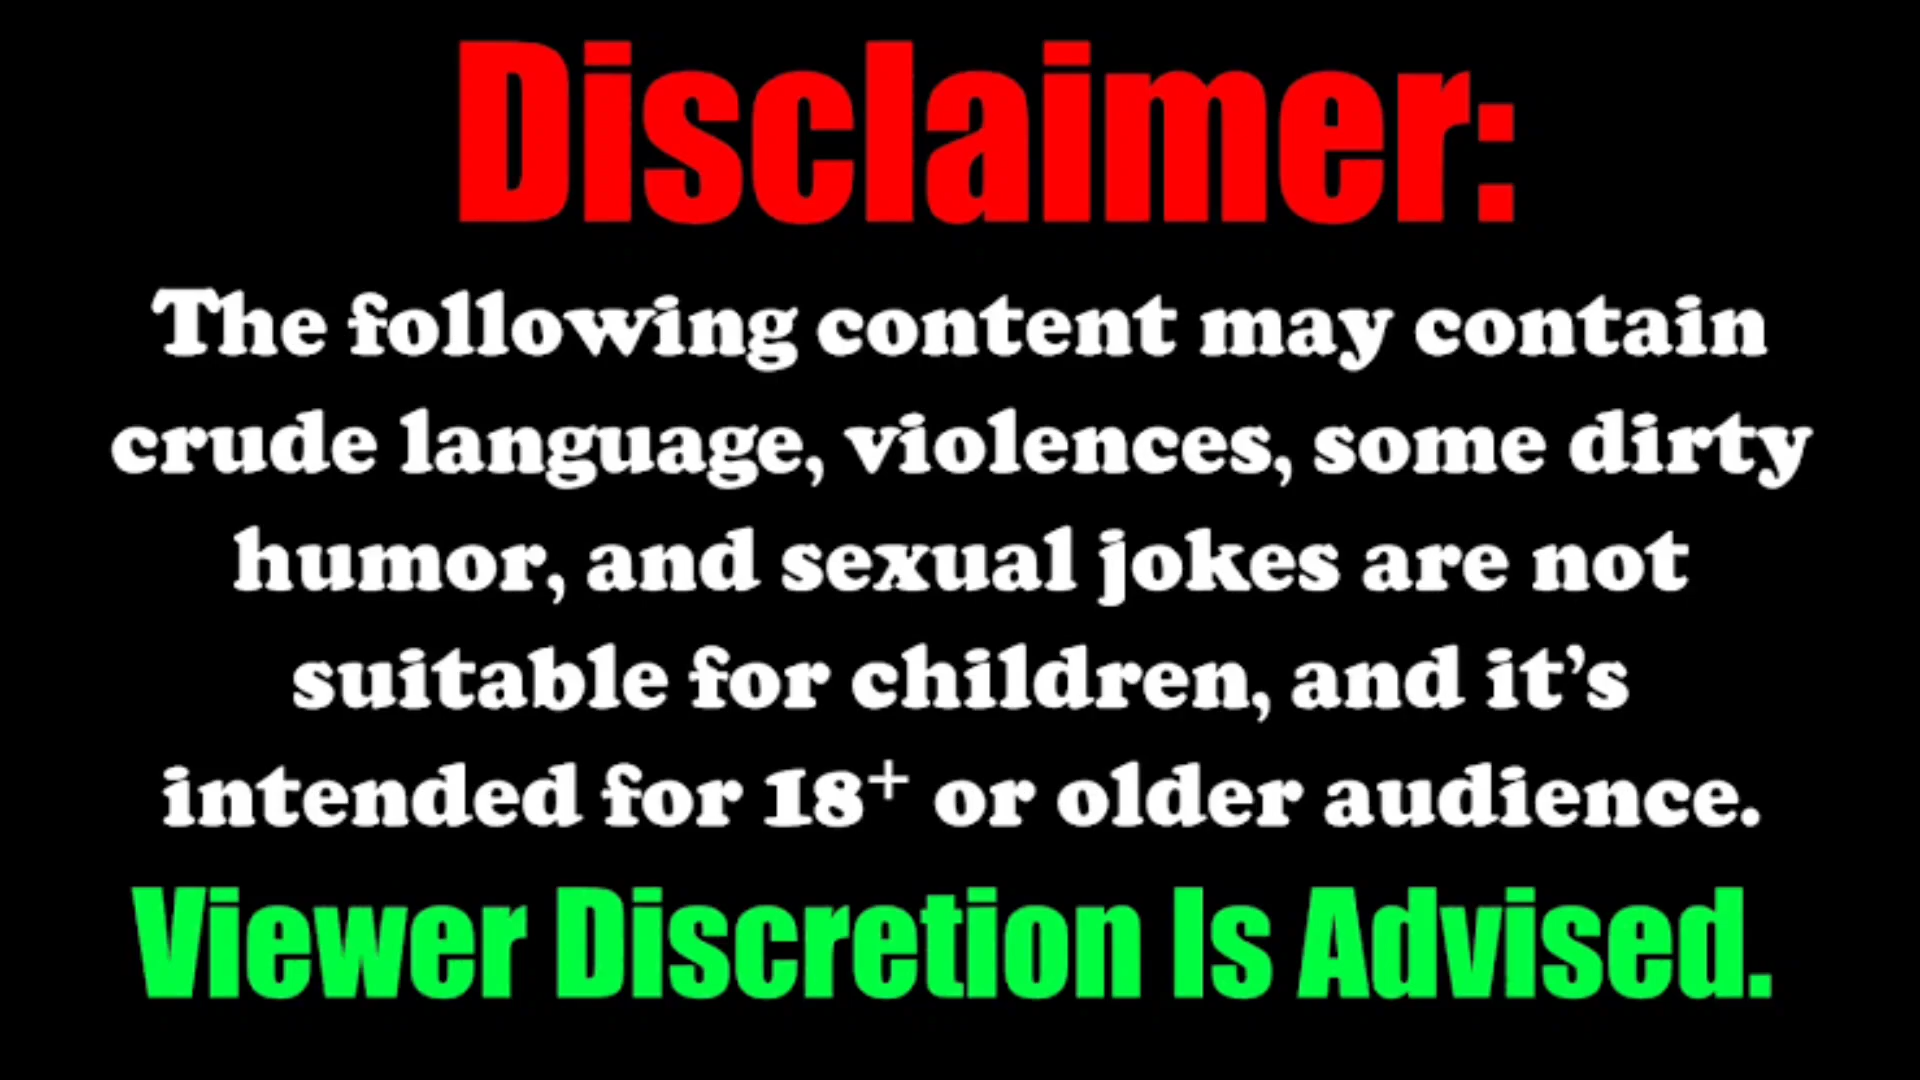 Disclaimer:
The following content may contain
crude language, violences, some dirty
humor, and sexual jokes are not
suitable for children, and it’s
intended for 18⁺ or older audience.
Viewer Discretion Is Advised.